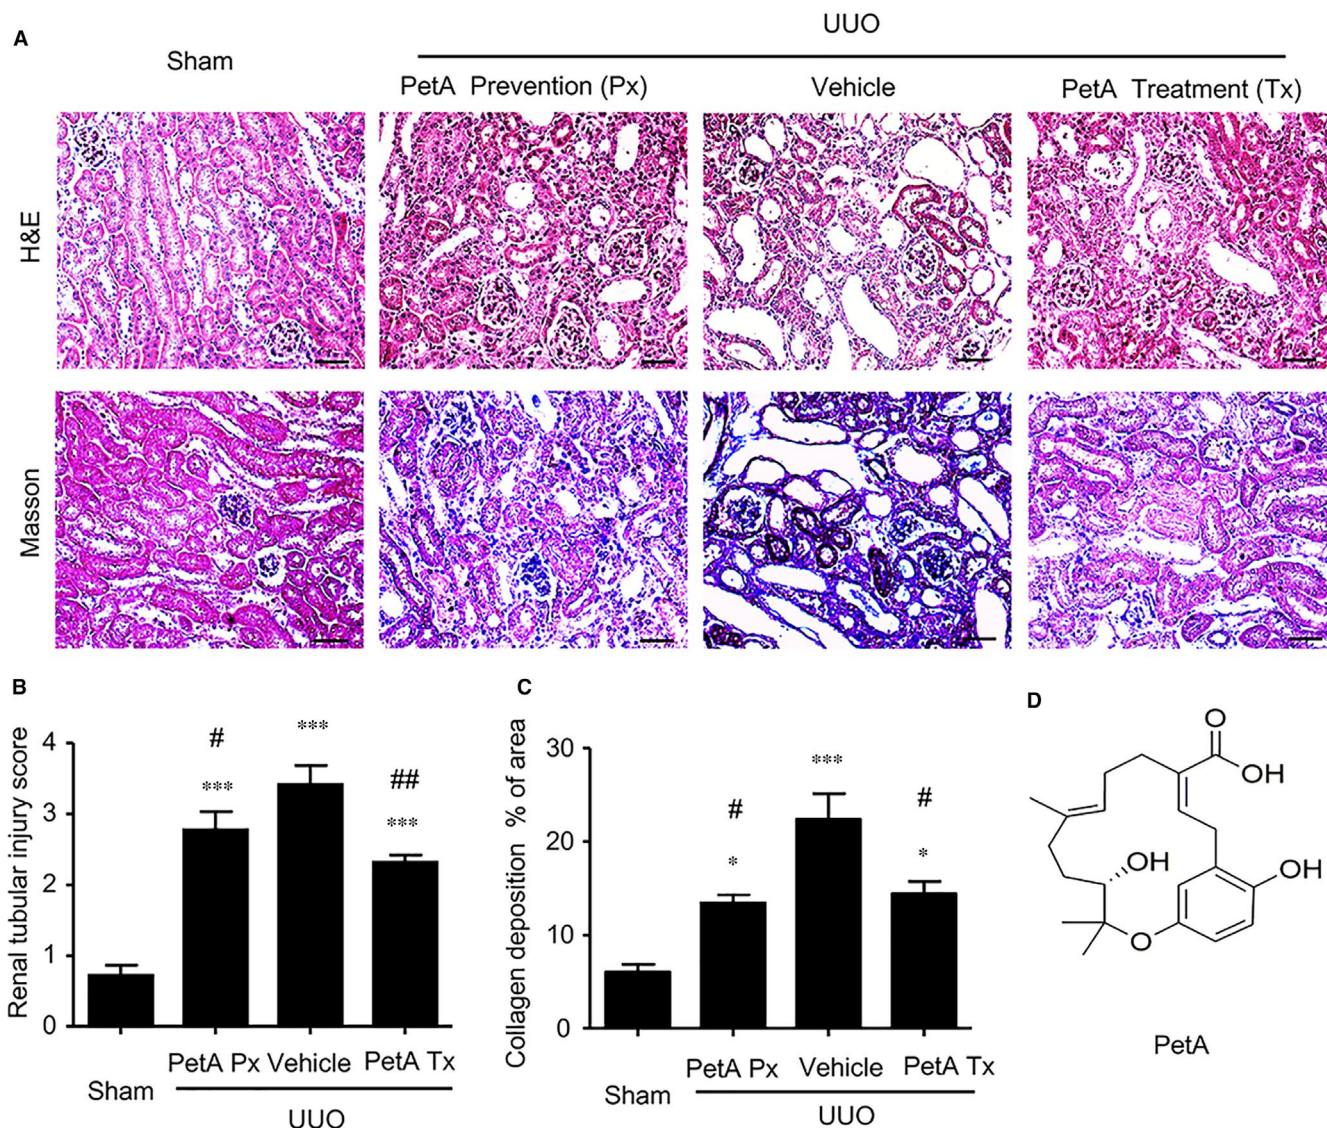 A
UUO
Sham
PetA Prevention (Px)
Vehicle
PetA Treatment (Tx)
H&E
Masson
B
Renal tubular injury score
4
3
2
1
0
#
***
***
##
***
PetA Px
Vehicle
PetA Tx
Sham
UUO
C
Collagen deposition % of area
30
20
10
0
#
*
***
#
*
PetA Px
Vehicle
PetA Tx
Sham
UUO
D
O
OH
OH
OH
O
PetA